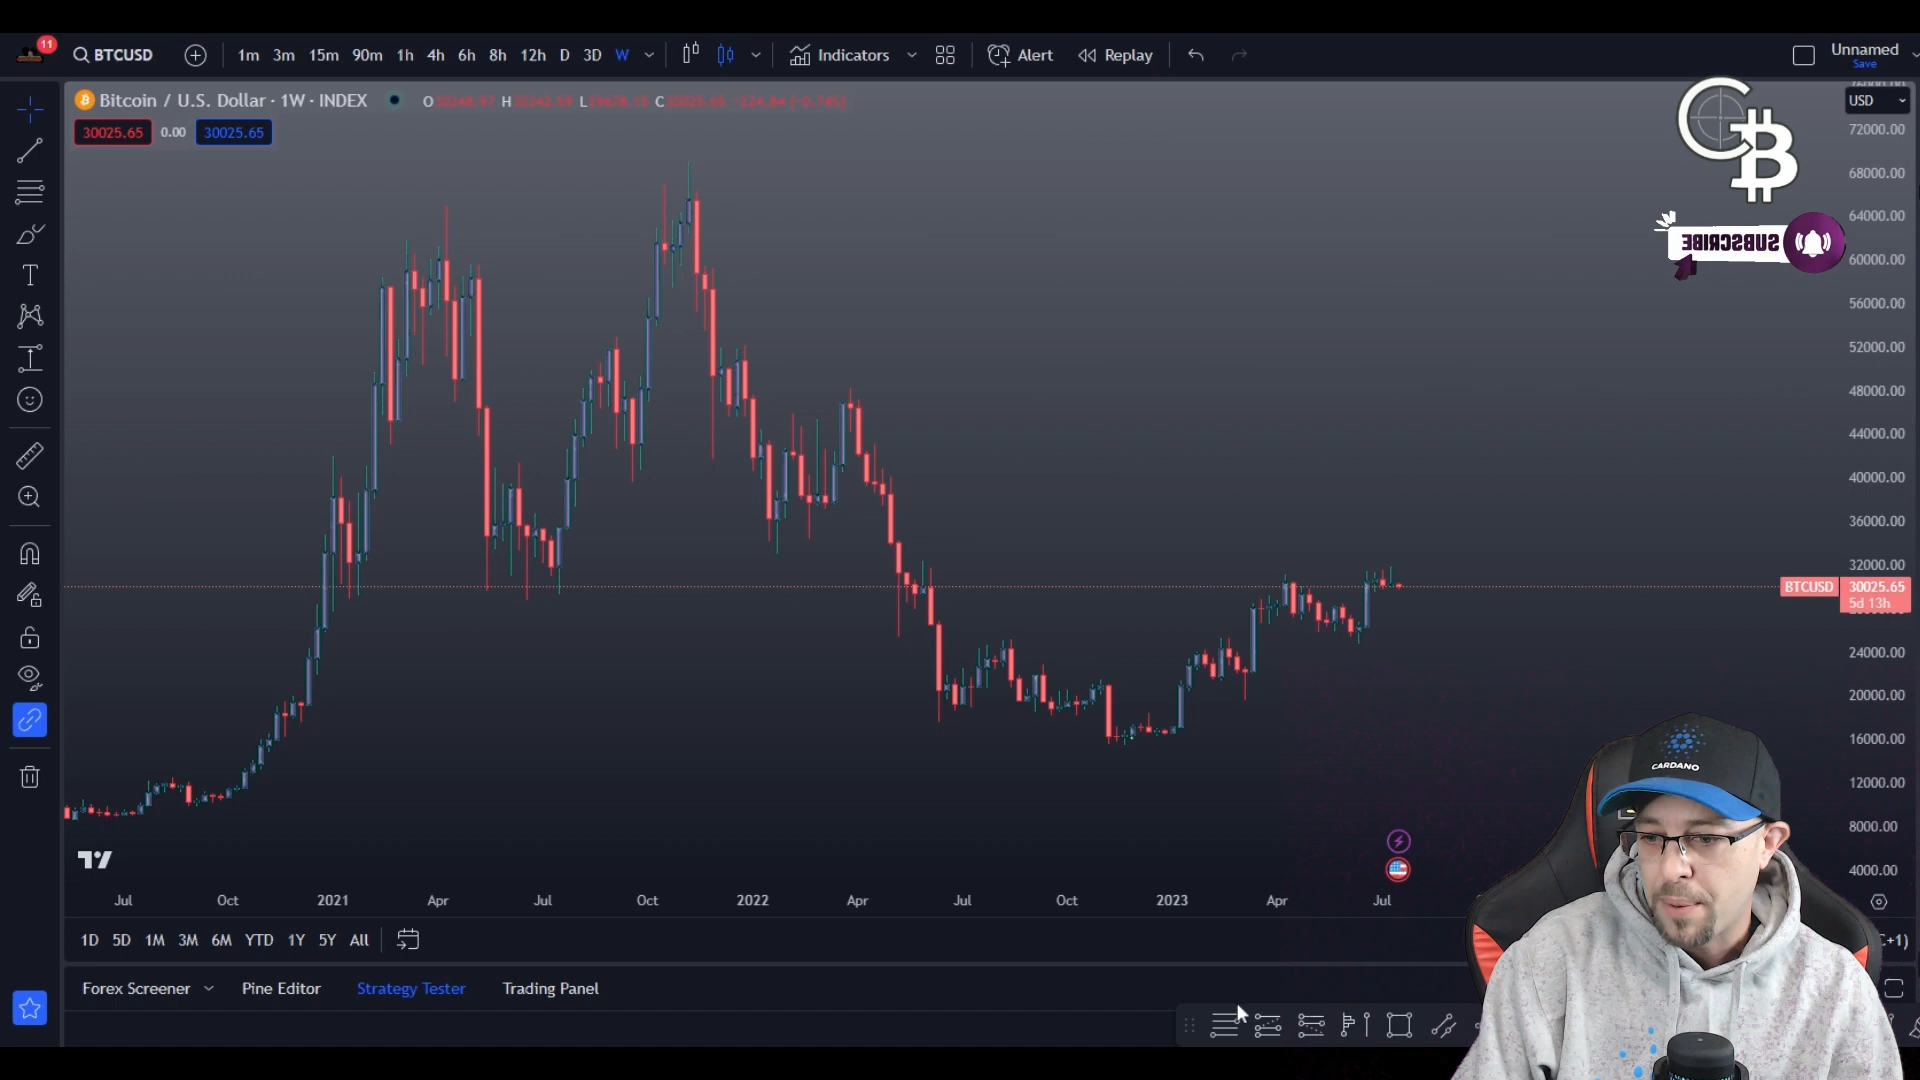 11
BTCUSD
1m 3m 15m 90m 1h 4h 6h 8h 12h D 3D W
Indicators
Alert
Replay
Unnamed
Save
Bitcoin / U.S. Dollar · 1W · INDEX
O H L C
30025.65 0.00 30025.65
USD
SUBSCRIBE
72000.00
68000.00
64000.00
60000.00
56000.00
52000.00
48000.00
44000.00
40000.00
36000.00
32000.00
BTCUSD 30025.65
5d 13h
24000.00
20000.00
16000.00
12000.00
8000.00
4000.00
CARDANO
Jul Oct 2021 Apr Jul Oct 2022 Apr Jul Oct 2023 Apr Jul
1D 5D 1M 3M 6M YTD 1Y 5Y All
+1)
Forex Screener Pine Editor Strategy Tester Trading Panel